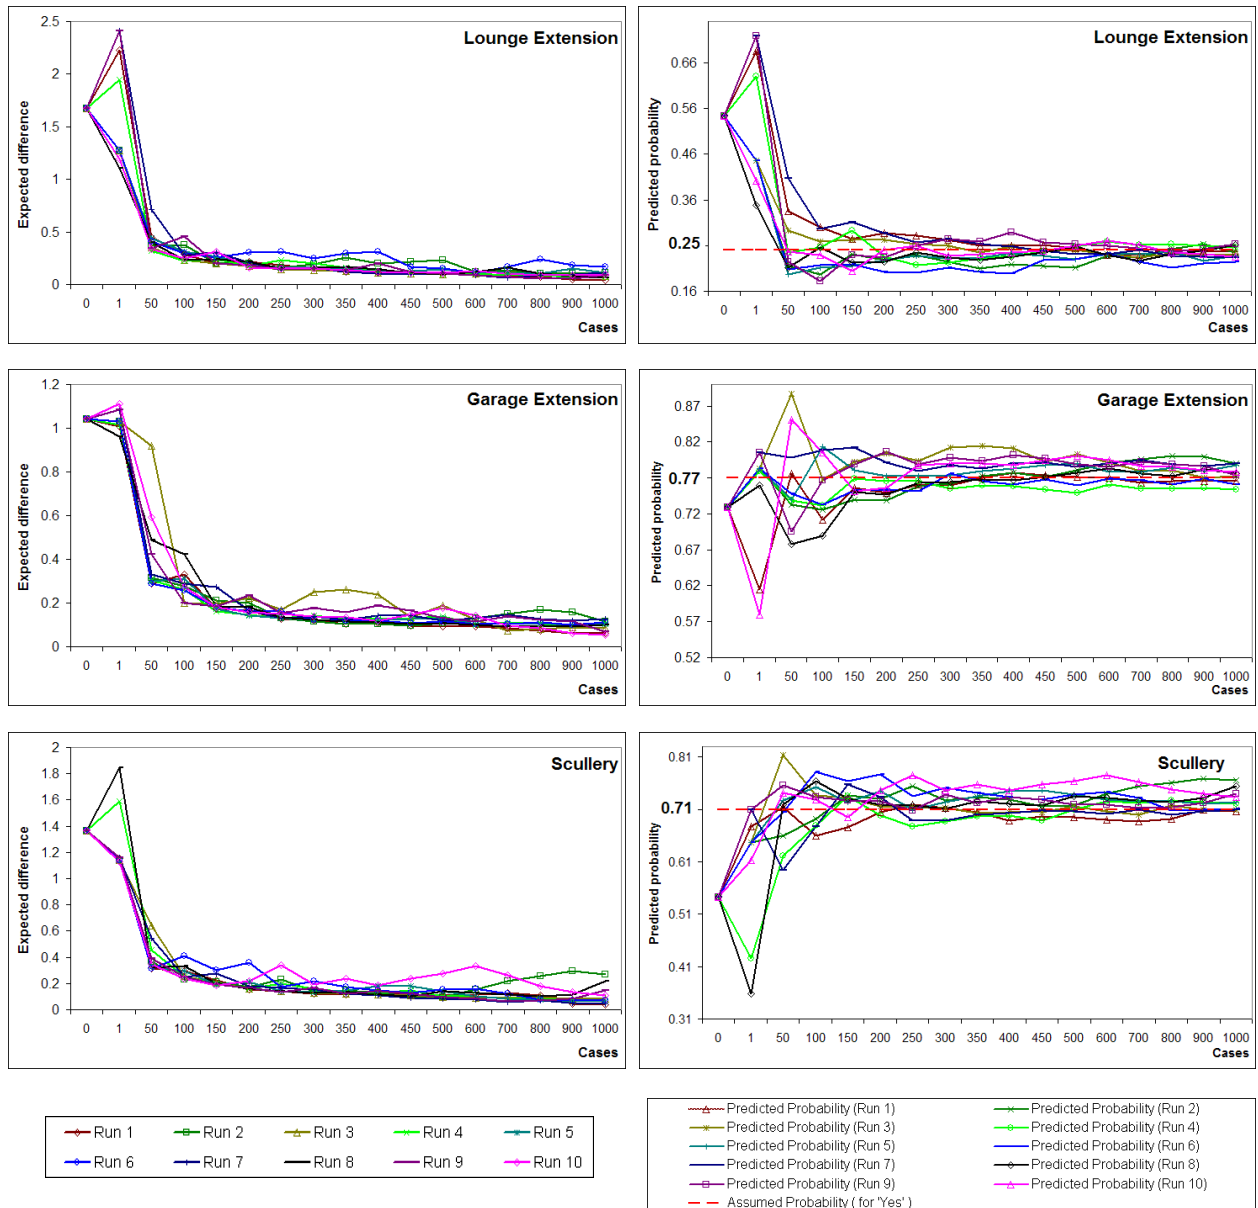 Lounge Extension
Expected difference
2.5
2
1.5
1
0.5
0
0 1 50 100 150 200 250 300 350 400 450 500 600 700 800 900 1000
Cases
Lounge Extension
Predicted probability
0.66
0.56
0.46
0.36
0.25
0.16
0 1 50 100 150 200 250 300 350 400 450 500 600 700 800 900 1000
Cases
Garage Extension
Expected difference
1.2
1
0.8
0.6
0.4
0.2
0
0 1 50 100 150 200 250 300 350 400 450 500 600 700 800 900 1000
Cases
Garage Extension
Predicted probability
0.87
0.82
0.77
0.72
0.67
0.62
0.57
0.52
0 1 50 100 150 200 250 300 350 400 450 500 600 700 800 900 1000
Cases
Scullery
Expected difference
2
1.8
1.6
1.4
1.2
1
0.8
0.6
0.4
0.2
0
0 1 50 100 150 200 250 300 350 400 450 500 600 700 800 900 1000
Cases
Scullery
Predicted probability
0.81
0.71
0.61
0.51
0.41
0.31
0 1 50 100 150 200 250 300 350 400 450 500 600 700 800 900 1000
Cases
Run 1 Run 2 Run 3 Run 4 Run 5
Run 6 Run 7 Run 8 Run 9 Run 10
Predicted Probability (Run 1) Predicted Probability (Run 2)
Predicted Probability (Run 3) Predicted Probability (Run 4)
Predicted Probability (Run 5) Predicted Probability (Run 6)
Predicted Probability (Run 7) Predicted Probability (Run 8)
Predicted Probability (Run 9) Predicted Probability (Run 10)
Assumed Probability ( for 'Yes' )